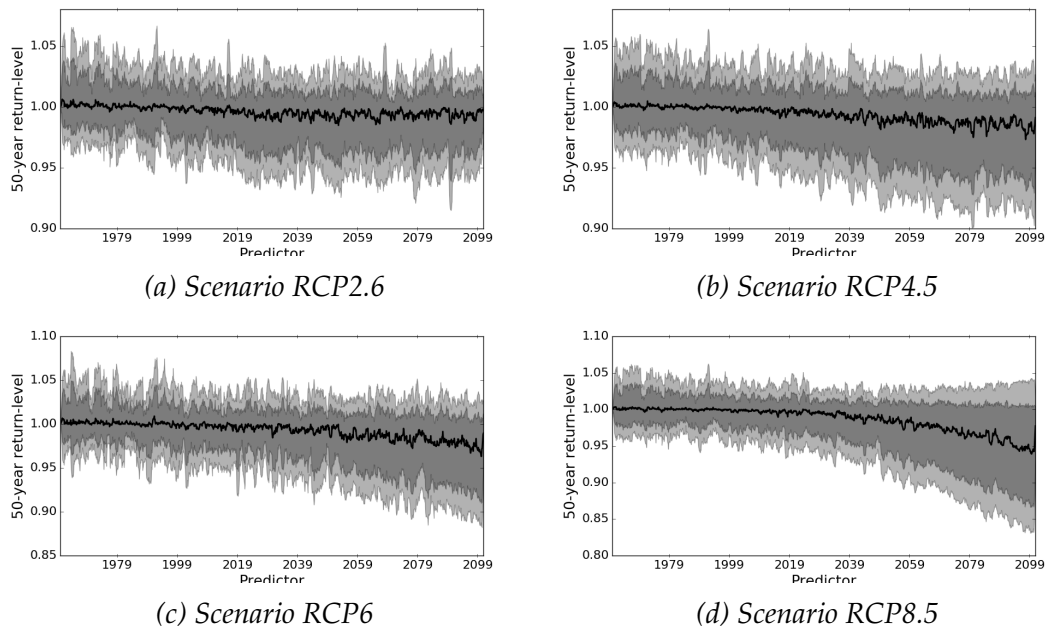 1.05
1.00
0.95
0.90
50-year return-level
1979 1999 2019 2039 2059 2079 2099
Predictor
(a) Scenario RCP2.6
1.05
1.00
0.95
0.90
50-year return-level
1979 1999 2019 2039 2059 2079 2099
Predictor
(b) Scenario RCP4.5
1.10
1.05
1.00
0.95
0.90
0.85
50-year return-level
1979 1999 2019 2039 2059 2079 2099
Predictor
(c) Scenario RCP6
1.10
1.05
1.00
0.95
0.90
0.85
0.80
50-year return-level
1979 1999 2019 2039 2059 2079 2099
Predictor
(d) Scenario RCP8.5